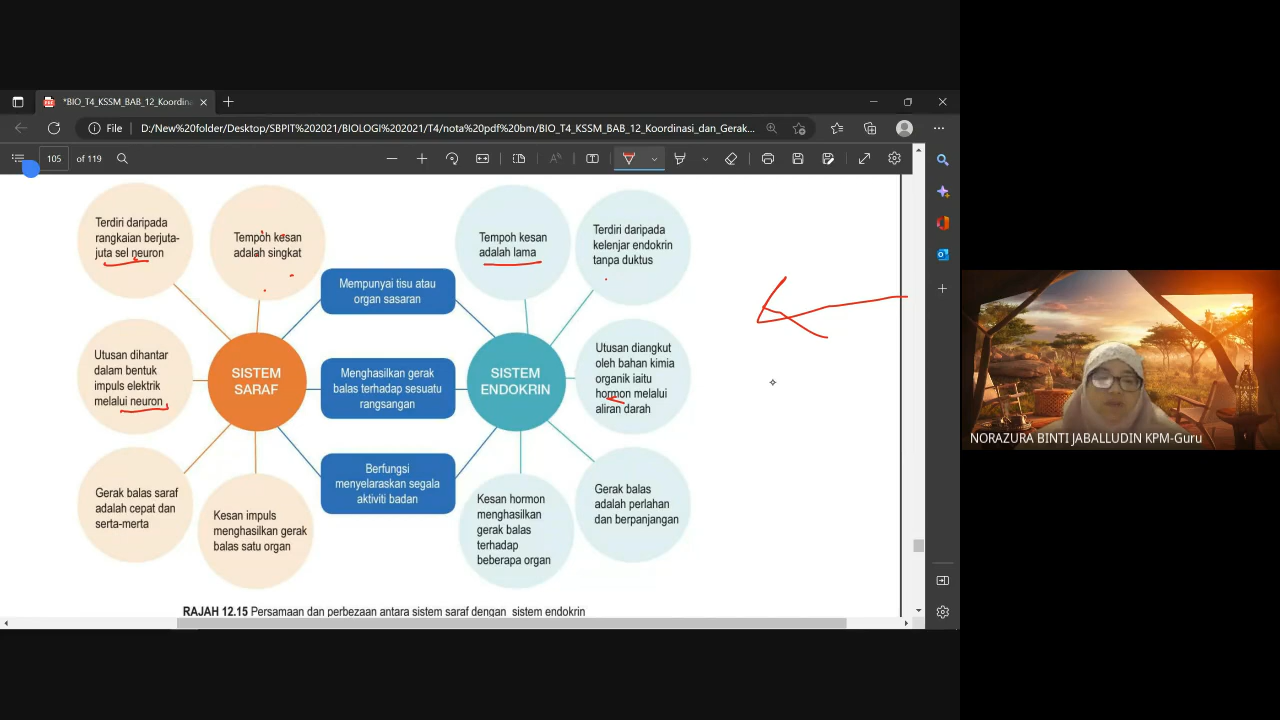 *BIO_T4_KSSM_BAB_12_Koordin
File
D:/New%20folder/Desktop/SBPIT%202021/BIOLOGI%202021/T4/nota%20pdf%20bm/BIO_T4_KSSM_BAB_12_Koordinasi_dan_Gerak...
105
of 119
Terdiri daripada
rangkaian berjuta-
juta sel neuron
Tempoh kesan
adalah singkat
Tempoh kesan
adalah lama
Terdiri daripada
kelenjar endokrin
tanpa duktus
Mempunyai tisu atau
organ sasaran
Utusan dihantar
dalam bentuk
impuls elektrik
melalui neuron
SISTEM
SARAF
Menghasilkan gerak
balas terhadap sesuatu
rangsangan
SISTEM
ENDOKRIN
Utusan diangkut
oleh bahan kimia
organik iaitu
hormon melalui
aliran darah
Gerak balas saraf
adalah cepat dan
serta-merta
Kesan impuls
menghasilkan gerak
balas satu organ
Berfungsi
menyelaraskan segala
aktiviti badan
Kesan hormon
menghasilkan
gerak balas
terhadap
beberapa organ
Gerak balas
adalah perlahan
dan berpanjangan
RAJAH 12.15 Persamaan dan perbezaan antara sistem saraf dengan sistem endokrin
NORAZURA BINTI JABALLUDIN KPM-Guru